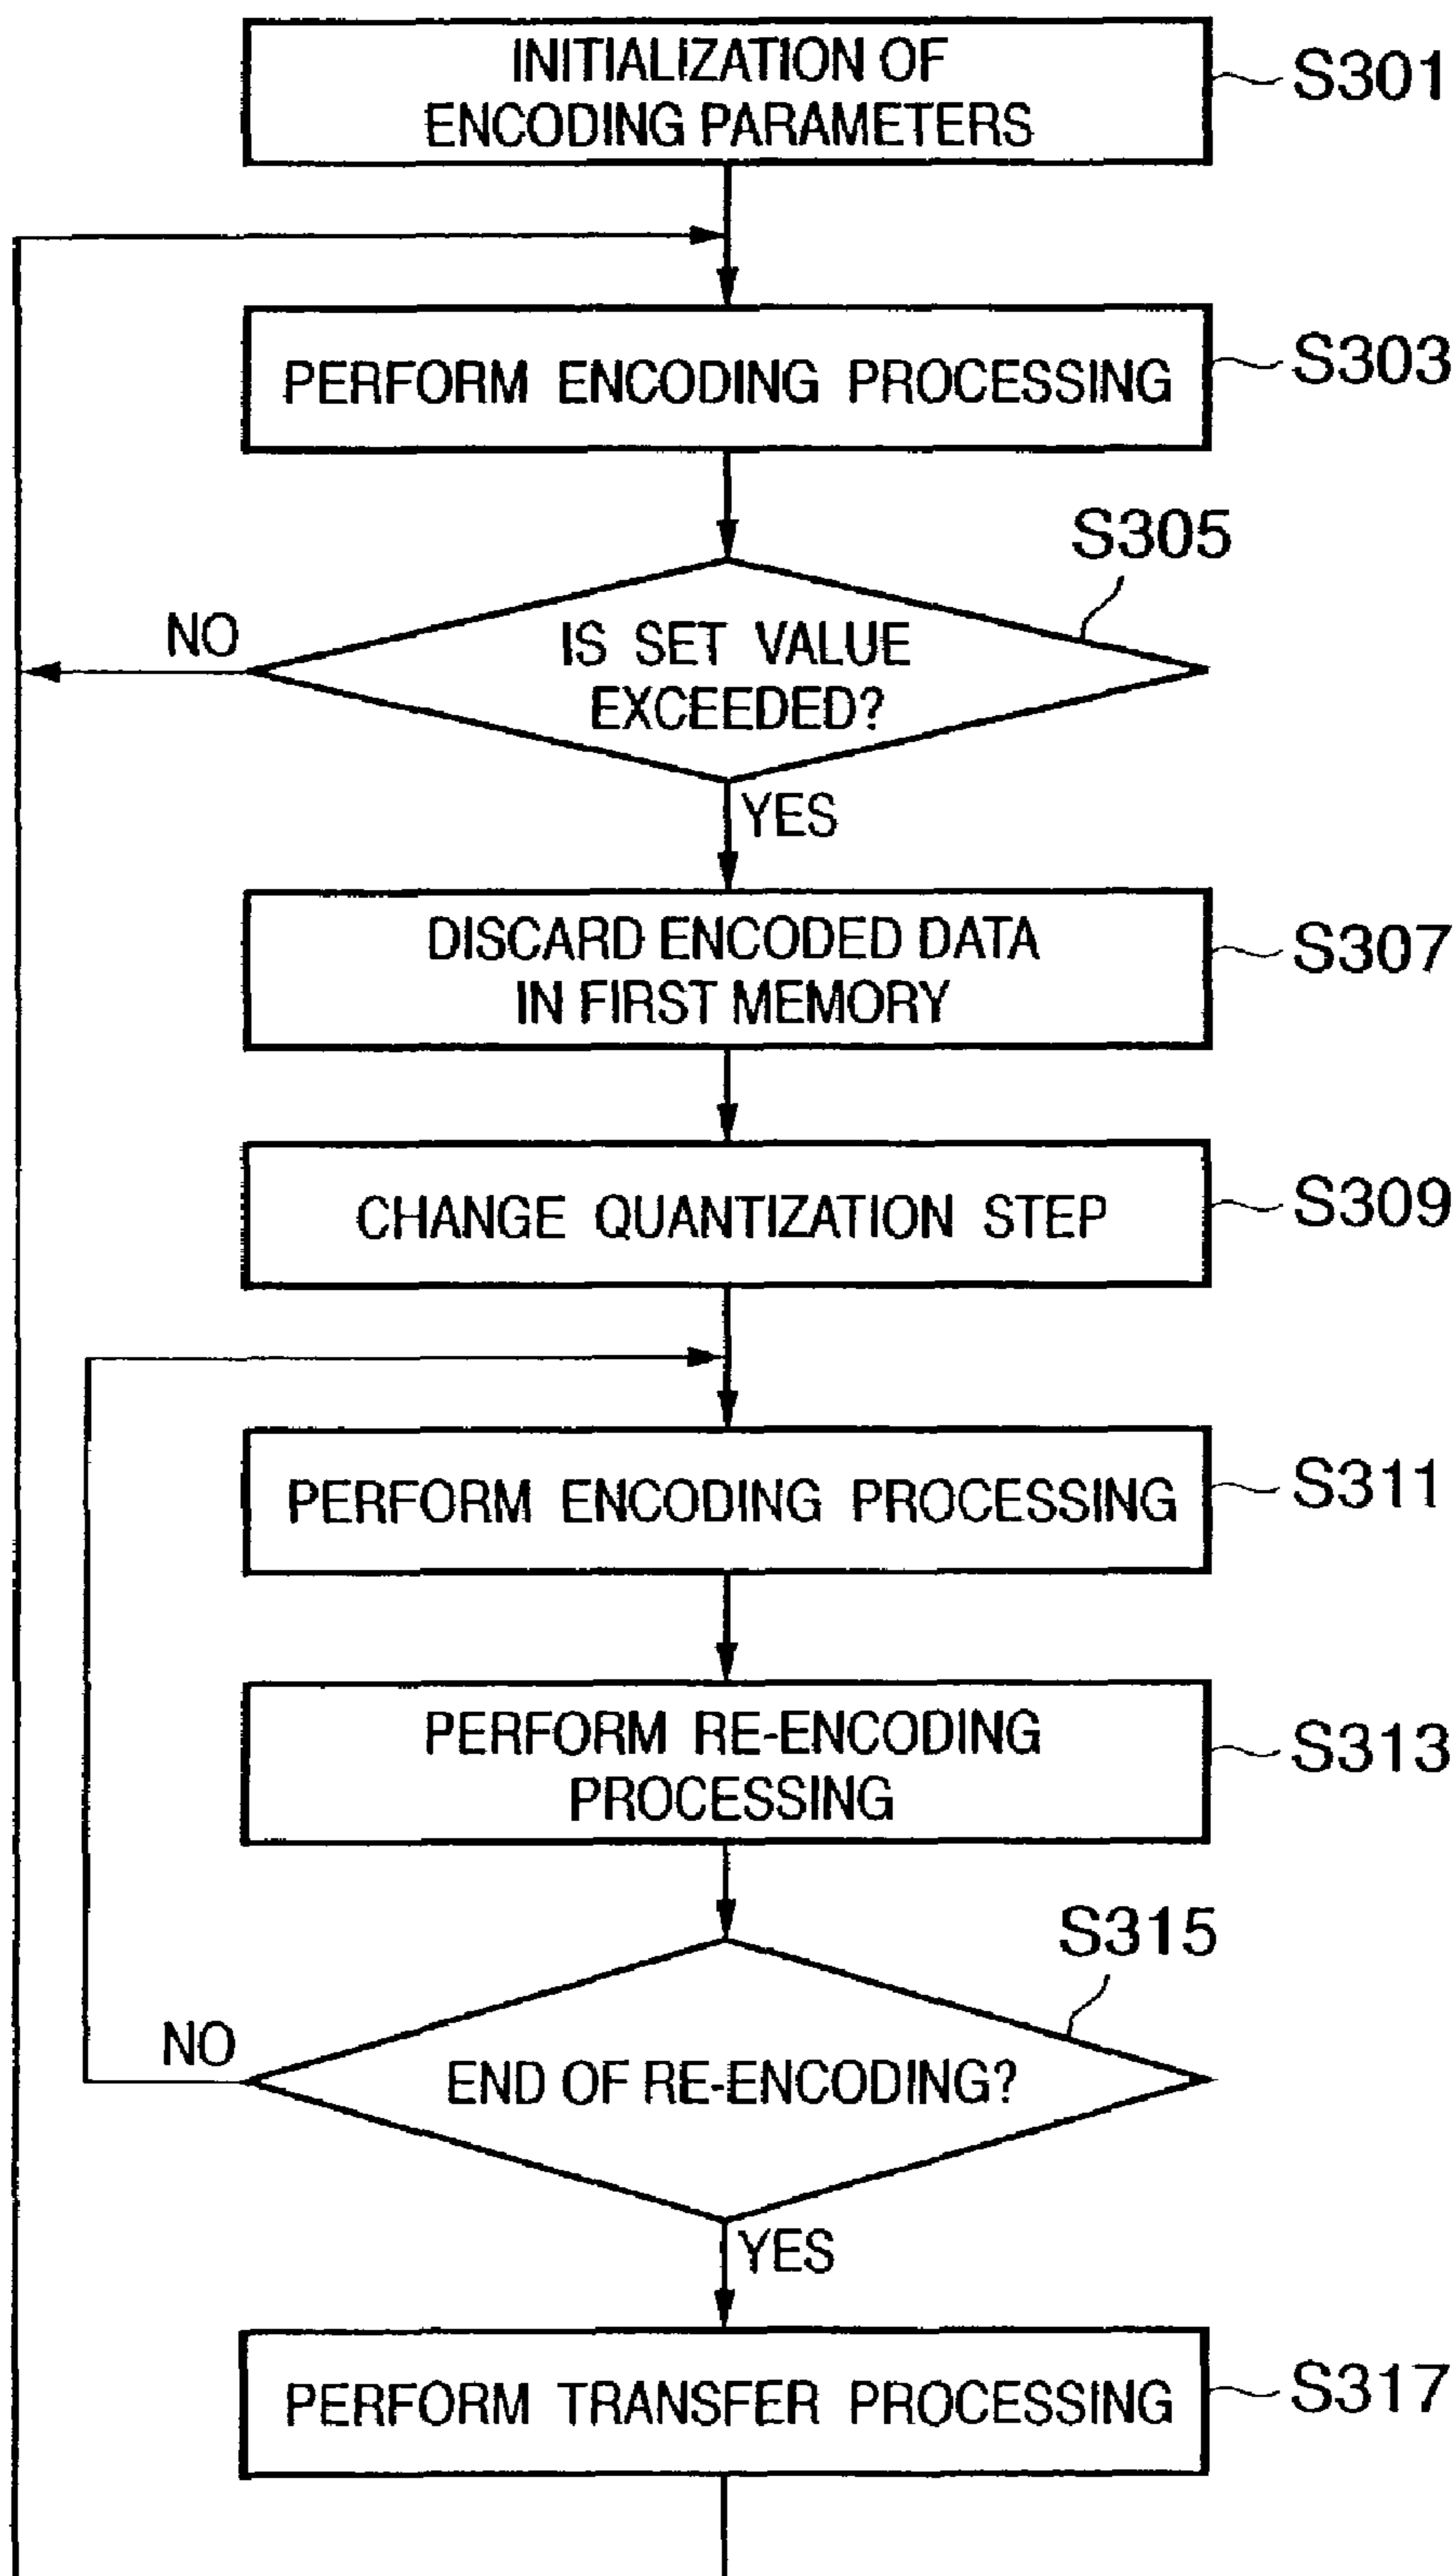 INITIALIZATION OF
ENCODING PARAMETERS
S301
PERFORM ENCODING PROCESSING
S303
S305
NO
IS SET VALUE
EXCEEDED?
YES
DISCARD ENCODED DATA
IN FIRST MEMORY
S307
CHANGE QUANTIZATION STEP
S309
PERFORM ENCODING PROCESSING
S311
PERFORM RE-ENCODING
PROCESSING
S313
S315
NO
END OF RE-ENCODING?
YES
PERFORM TRANSFER PROCESSING
S317